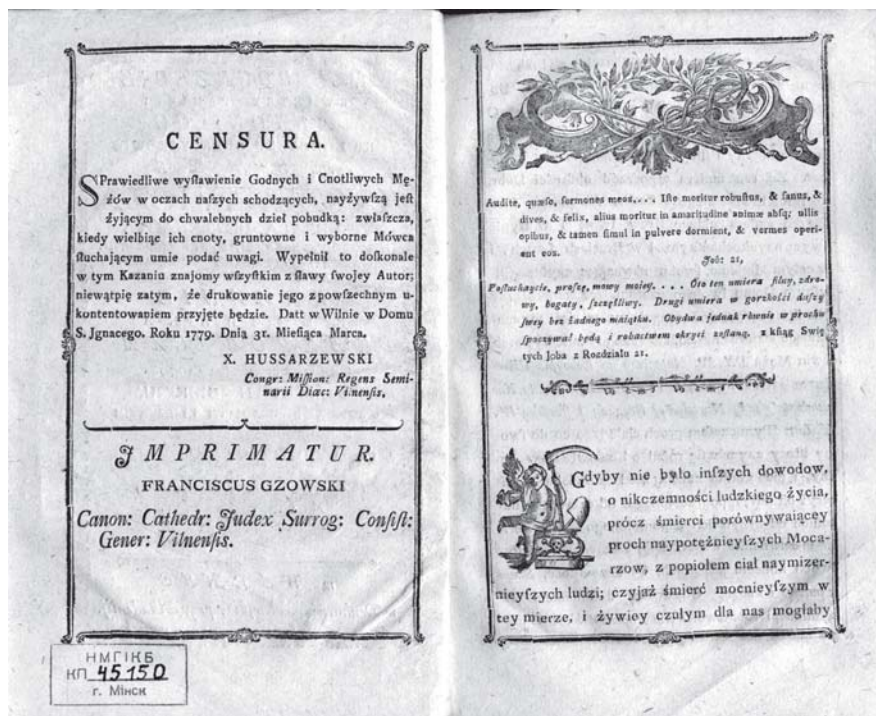 CENSURA.
SPrawiedliwe wyſtawienie Godnych i Cnotliwych Mę-
żów w oczach naſzych schodzących, nayżywſzą jeſt
żyjącym do chwalebnych dzieł pobudką: zwłaſzcza,
kiedy wielbiąc ich cnoty, gruntowne i wyborne Mówca
ſłuchającym umie podać uwagi. Wypełnił to doſkonale
w tym Kazaniu znajomy wſzyſtkim z ſławy ſwojey Autor;
niewątpię zatym, że drukowanie jego z powſzechnym u-
kontentowaniem przyjęte będzie. Datt w Wilnie w Domu
S. Jgnacego. Roku 1779. Dnia 31. Mieſiąca Marca.
X. HUSSARZEWSKI
Congr: Miſſion: Regens Semi-
narii Diœc: Vilnenſis.
JMPRIMATUR.
FRANCISCUS GZOWSKI
Canon: Cathedr: Judex Surrog: Conſiſt:
Gener: Vilnenſis.
НМГІКБ
КП 45150
г. Мінск
Audite, quæſo, ſermones meos.... Iſte moritur robuſtus, & ſanus, &
dives, & felix, alius moritur in amaritudine animæ abſq; ullis
opibus, & tamen ſimul in pulvere dormient, & vermes operi-
ent eos.
Job: 21,
Poſłuchaycie, proſzę, mowy moiey. . . . Oto ten umiera ſilny, zdro-
wy, bogaty, ſzczęśliwy. Drugi umiera w gorzkości duſzy
ſwey bez żadnego maiątku. Obydwa jednak równie w prochu
ſpoczywać będą i robactwem okryci zoſtaną. z kſiąg Swię
tych Joba z Rozdziału 21.
Gdyby nie było inſzych dowodow,
o nikczemności ludzkiego życia,
prócz śmierci porównywaiącey
proch naypotężnieyſzych Moca-
rzow, z popiołem ciał naymizer-
nieyſzych ludzi; czyjaż śmierć mocnieyſzym w
tey mierze, i żywiey czułym dla nas mogłaby